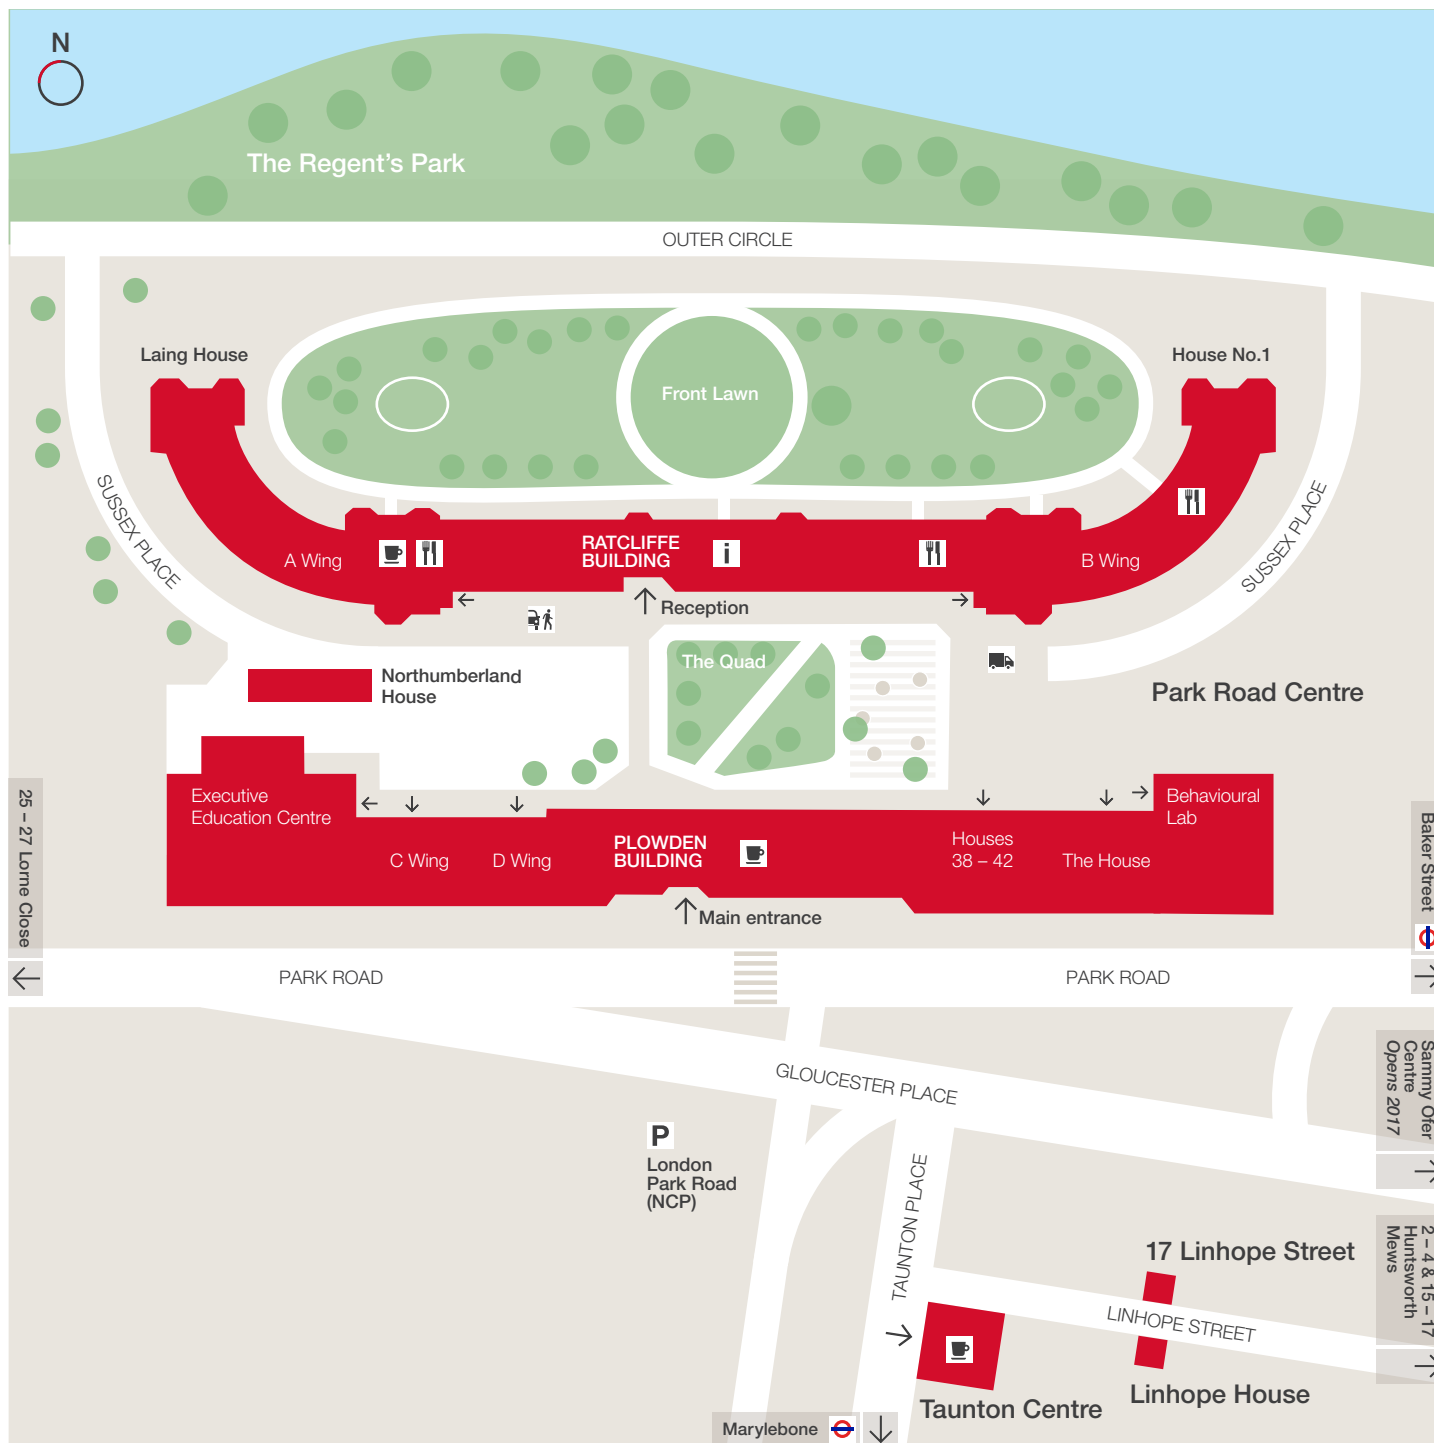 N
The Regent's Park
OUTER CIRCLE
Laing House
House No.1
Front Lawn
SUSSEX PLACE
SUSSEX PLACE
A Wing
RATCLIFFE
BUILDING
i
B Wing
Reception
The Quad
Northumberland
House
Park Road Centre
Executive
Education Centre
Behavioural
Lab
C Wing
D Wing
PLOWDEN
BUILDING
Houses
38 – 42
The House
Main entrance
25 – 27 Lorne Close
Baker Street
PARK ROAD
PARK ROAD
GLOUCESTER PLACE
Sammy Ofer
Centre
Opens 2017
P
London
Park Road
(NCP)
TAUNTON PLACE
17 Linhope Street
2 – 4 & 15 – 17
Huntsworth
Mews
LINHOPE STREET
Linhope House
Taunton Centre
Marylebone